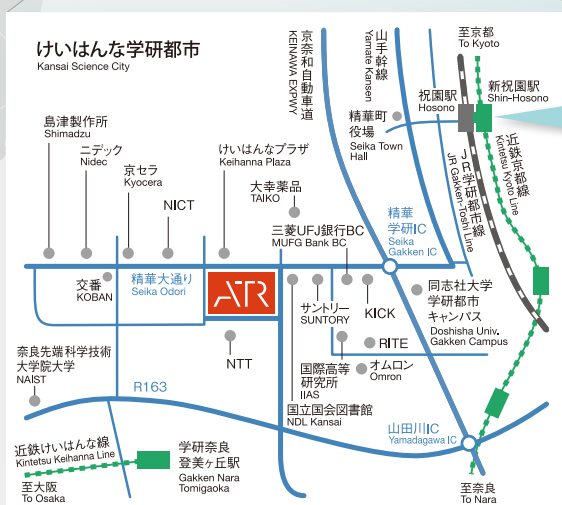 けいはんな学研都市
Kansai Science City
京奈和自動車道
KEINAWA EXPWY
山手幹線
Yamate Kansen
至京都
To Kyoto
祝園駅
Hosono
新祝園駅
Shin-Hosono
精華町
役場
Seika Town
Hall
近鉄京都線
Kintetsu Kyoto Line
JR学研都市線
JR Gakken-Toshi Line
島津製作所
Shimadzu
ニデック
Nidec
京セラ
Kyocera
NICT
けいはんなプラザ
Keihanna Plaza
大幸薬品
TAIKO
三菱UFJ銀行BC
MUFG Bank BC
精華
学研IC
Seika
Gakken IC
交番
KOBAN
精華大通り
Seika Odori
ATR
サントリー
SUNTORY
KICK
同志社大学
学研都市
キャンパス
Doshisha Univ.
Gakken Campus
奈良先端科学技術
大学院大学
NAIST
NTT
国際高等
研究所
IIAS
RITE
オムロン
Omron
R163
国立国会図書館
NDL Kansai
山田川IC
Yamadagawa IC
近鉄けいはんな線
Kintetsu Keihanna Line
至大阪
To Osaka
学研奈良
登美ヶ丘駅
Gakken Nara
Tomigaoka
至奈良
To Nara